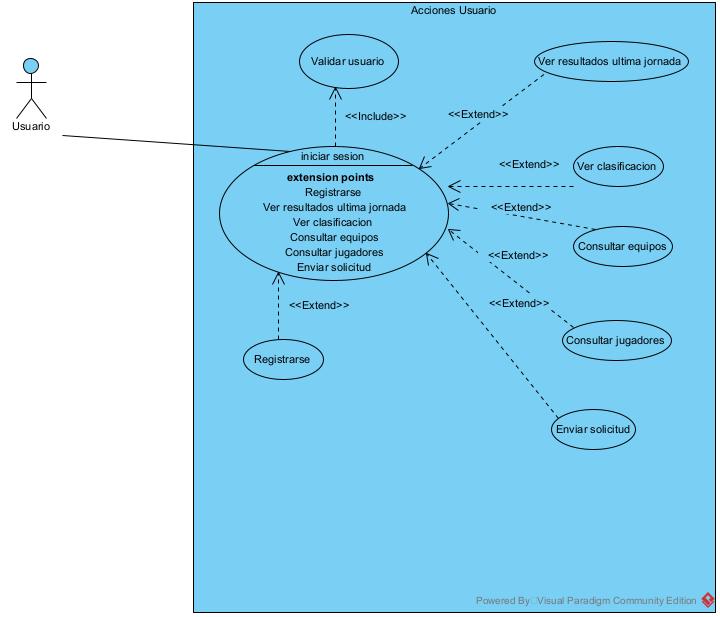 Acciones Usuario
Validar usuario
Ver resultados ultima jornada
Usuario
<<Include>>
<<Extend>>
iniciar sesion
extension points
Registrarse
Ver resultados ultima jornada
Ver clasificacion
Consultar equipos
Consultar jugadores
Enviar solicitud
<<Extend>>
Ver clasificacion
<<Extend>>
Consultar equipos
<<Extend>>
<<Extend>>
<<Extend>>
Consultar jugadores
Registrarse
Enviar solicitud
Powered By Visual Paradigm Community Edition